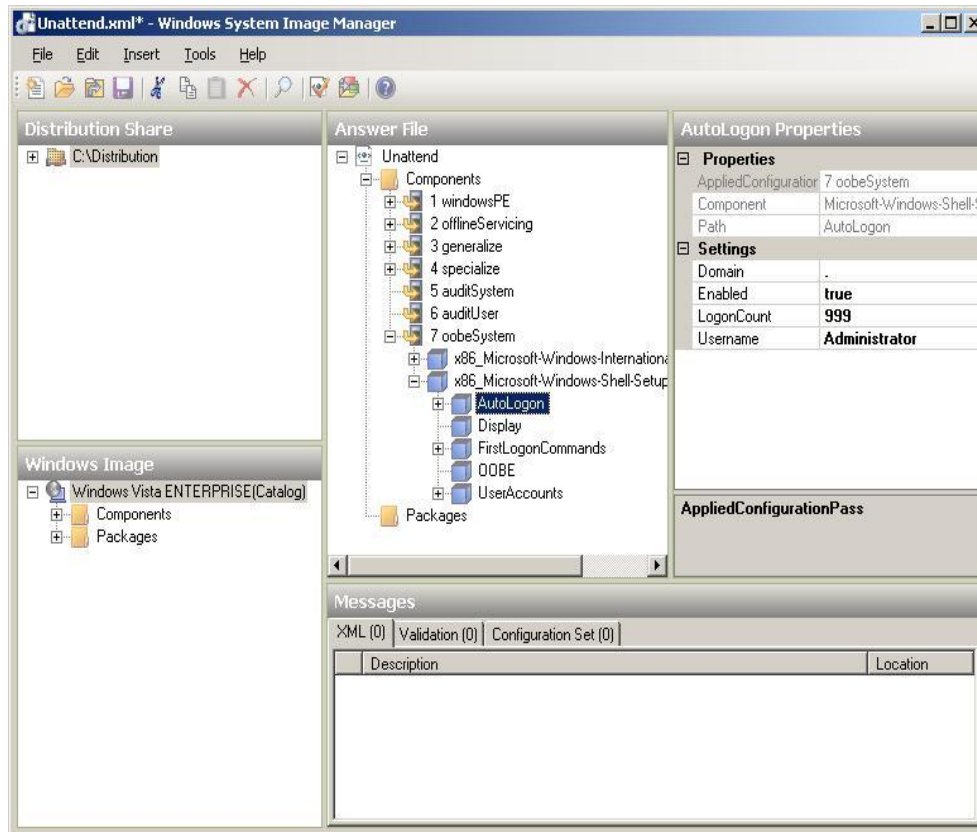 Unattend.xml* - Windows System Image Manager
File Edit Insert Tools Help
Distribution Share
C:\Distribution
Windows Image
Windows Vista ENTERPRISE(Catalog)
Components
Packages
Answer File
Unattend
Components
1 windowsPE
2 offlineServicing
3 generalize
4 specialize
5 auditSystem
6 auditUser
7 oobeSystem
x86_Microsoft-Windows-Internationa
x86_Microsoft-Windows-Shell-Setup
AutoLogon
Display
FirstLogonCommands
OOBE
UserAccounts
Packages
AutoLogon Properties
Properties
AppliedConfiguration 7 oobeSystem
Component Microsoft-Windows-Shell-
Path AutoLogon
Settings
Domain .
Enabled true
LogonCount 999
Username Administrator
AppliedConfigurationPass
Messages
XML (0) Validation (0) Configuration Set (0)
Description Location